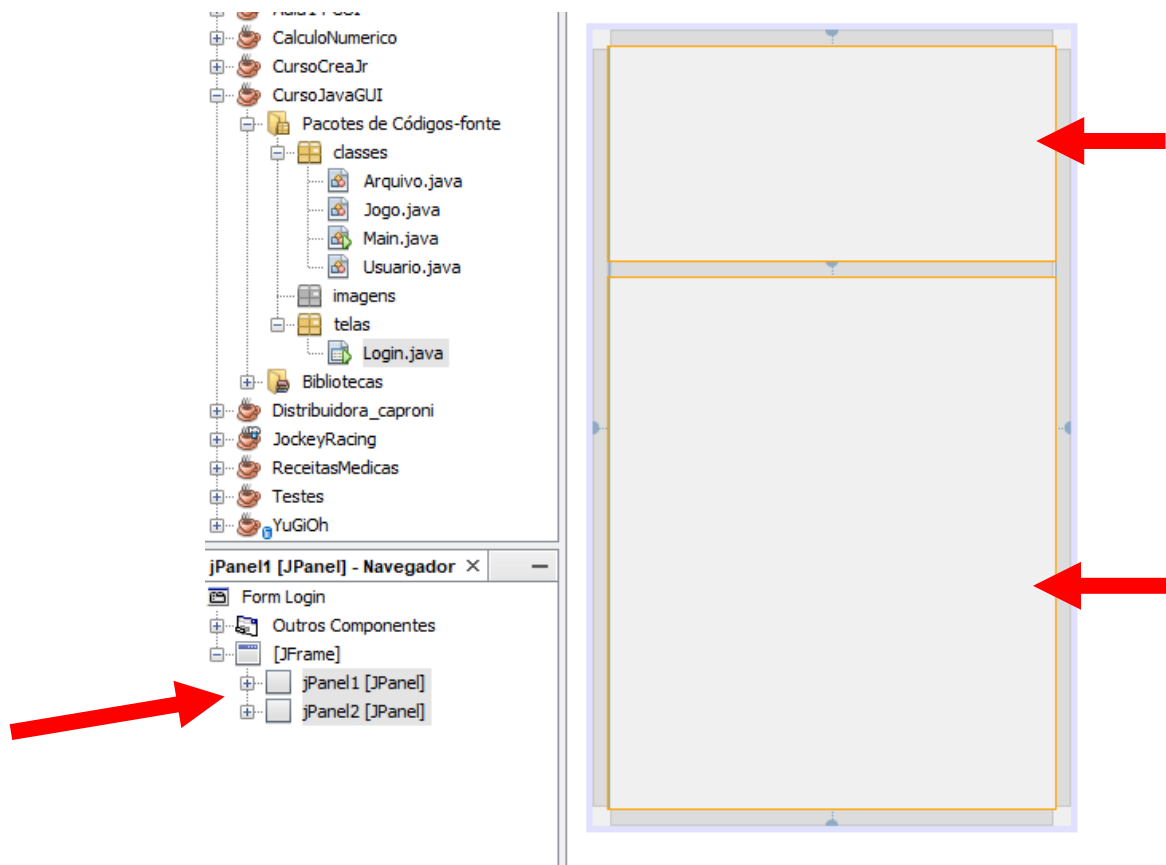 CalculoNumerico
CursoCreaJr
CursoJavaGUI
Pacotes de Códigos-fonte
classes
Arquivo.java
Jogo.java
Main.java
Usuario.java
imagens
telas
Login.java
Bibliotecas
Distribuidora_caproni
JockeyRacing
ReceitasMedicas
Testes
YuGiOh
jPanel1 [JPanel] - Navegador
Form Login
Outros Componentes
[JFrame]
jPanel1 [JPanel]
jPanel2 [JPanel]